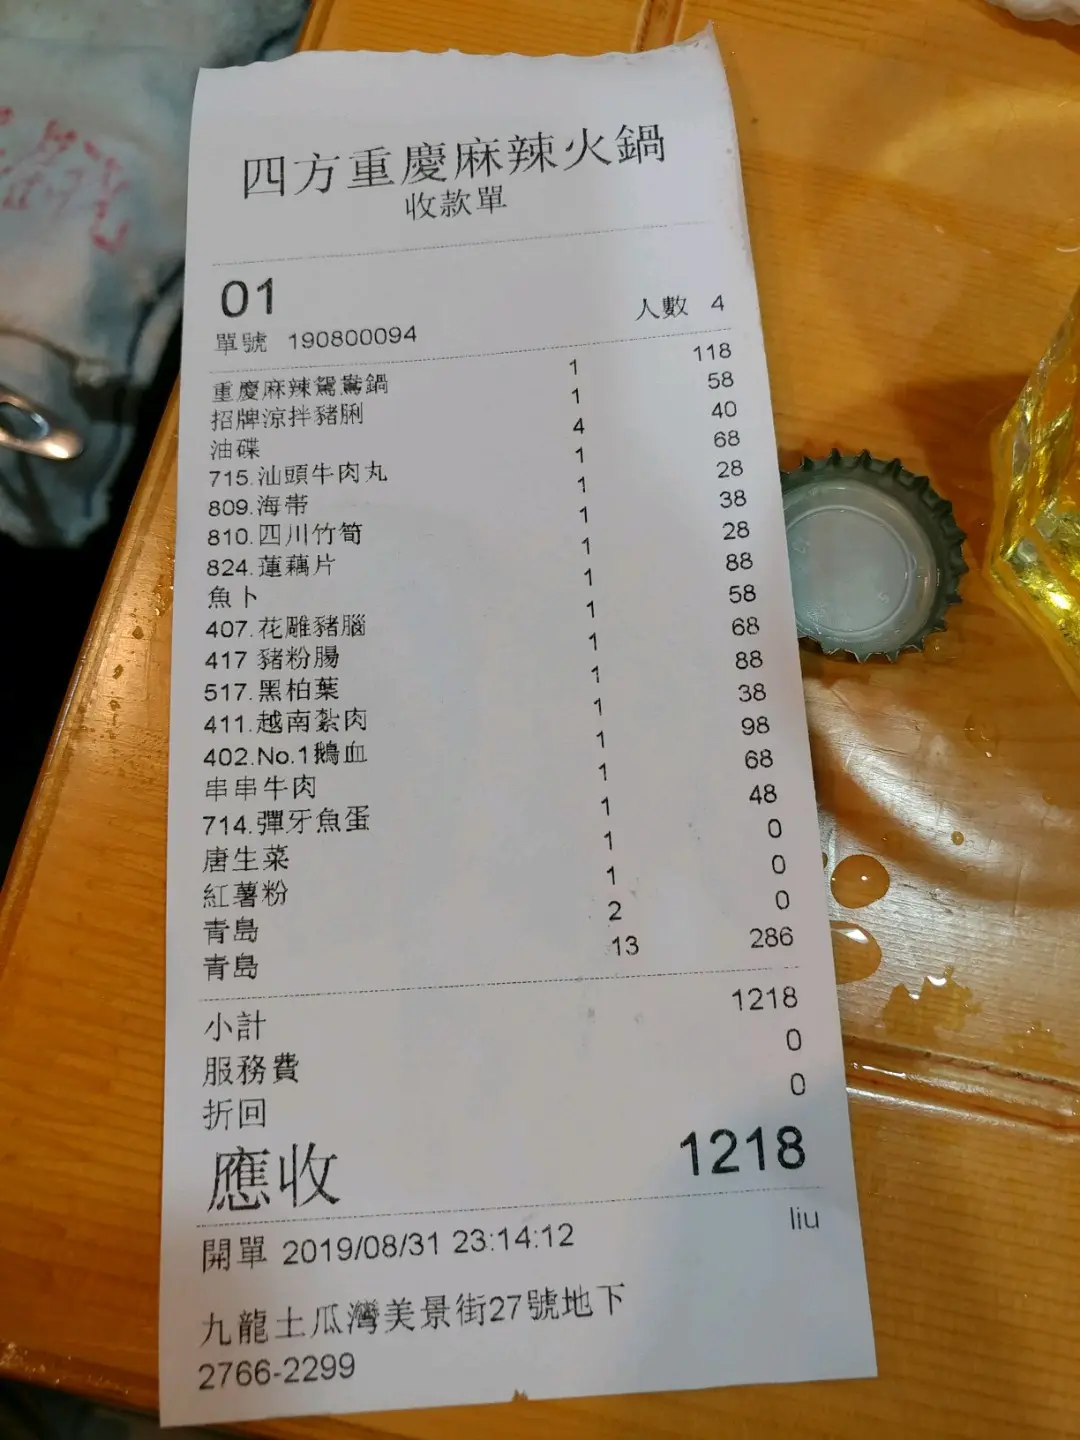 四方重慶麻辣火鍋
收款單
01
單號 190800094 人數 4
重慶麻辣鴛鴦鍋 1 118
招牌涼拌豬脷 1 58
油碟 4 40
715.汕頭牛肉丸 1 68
809.海带 1 28
810.四川竹筍 1 38
824.蓮藕片 1 28
魚卜 1 88
407.花雕豬腦 1 58
417 豬粉腸 1 68
517.黑柏葉 1 88
411.越南紮肉 1 38
402.No.1鵝血 1 98
串串牛肉 1 68
714.彈牙魚蛋 1 48
唐生菜 1 0
紅薯粉 1 0
青島 2 0
青島 13 286
小計 1218
服務費 0
折回 0
應收 1218
開單 2019/08/31 23:14:12 liu
九龍土瓜灣美景街27號地下
2766-2299